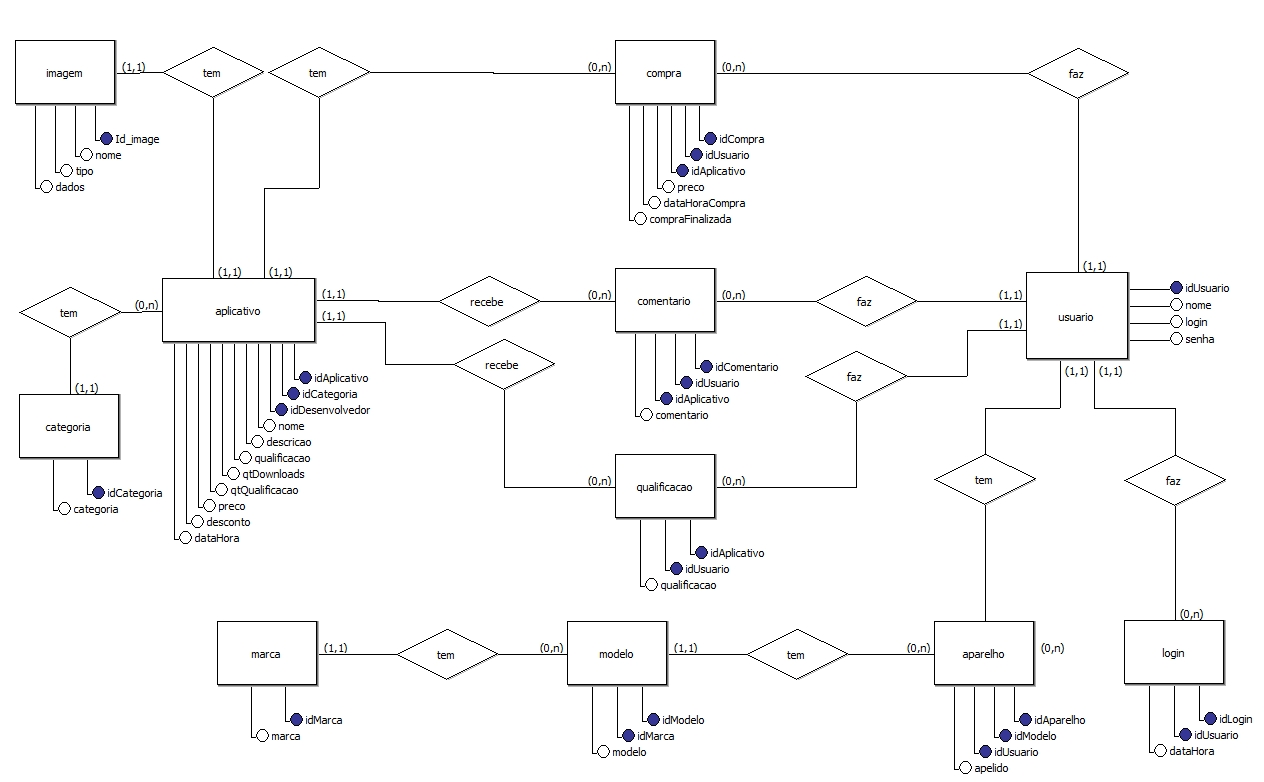 imagem
(1,1)
tem
tem
(0,n)
compra
(0,n)
faz
Id_image
nome
tipo
dados
idCompra
idUsuario
idAplicativo
preco
dataHoraCompra
compraFinalizada
(1,1)
(1,1)
(1,1)
tem
(0,n)
aplicativo
(1,1)
recebe
(0,n)
comentario
(0,n)
faz
(1,1)
usuario
idUsuario
nome
login
senha
(1,1)
recebe
(1,1)
faz
(1,1)
(1,1)
(1,1)
categoria
idCategoria
categoria
idAplicativo
idCategoria
idDesenvolvedor
nome
descricao
qualificacao
qtDownloads
qtQualificacao
preco
desconto
dataHora
idComentario
idUsuario
idAplicativo
comentario
(0,n)
qualificacao
(0,n)
tem
faz
idAplicativo
idUsuario
qualificacao
marca
(1,1)
tem
(0,n)
modelo
(1,1)
tem
(0,n)
aparelho
(0,n)
(0,n)
login
idMarca
marca
idModelo
idMarca
modelo
idAparelho
idModelo
idUsuario
apelido
idLogin
idUsuario
dataHora